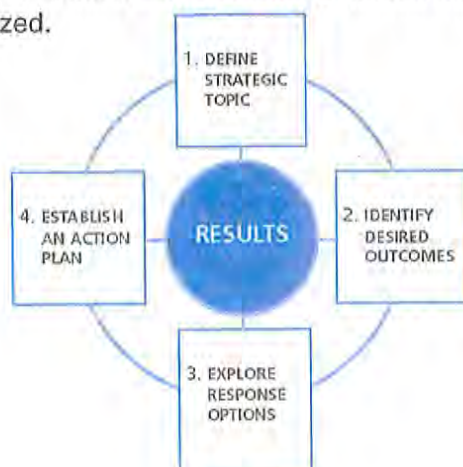 zed.
1. DEFINE
STRATEGIC
TOPIC
4. ESTABLISH
AN ACTION
PLAN
RESULTS
2. IDENTIFY
DESIRED
OUTCOMES
3. EXPLORE
RESPONSE
OPTIONS